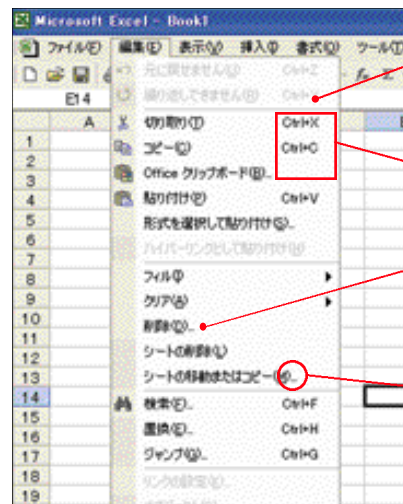 Microsoft Excel - Book1
ファイル(F) 編集(E) 表示(V) 挿入(I) 書式(O) ツール(T)
元に戻せません(U) Ctrl+Z
E14
繰り返しできません(R) Ctrl+
A
切り取り(T) Ctrl+X
コピー(C) Ctrl+C
Office クリップボード(B)...
貼り付け(P) Ctrl+V
形式を選択して貼り付け(S)...
ハイパーリンクとして貼り付け(H)
フィル(I)
クリア(A)
削除(D)...
シートの削除(L)
シートの移動またはコピー(M)...
検索(F)... Ctrl+F
置換(E)... Ctrl+H
ジャンプ(G)... Ctrl+G
リンクの設定(K)...
1
2
3
4
5
6
7
8
9
10
11
12
13
14
15
16
17
18
19